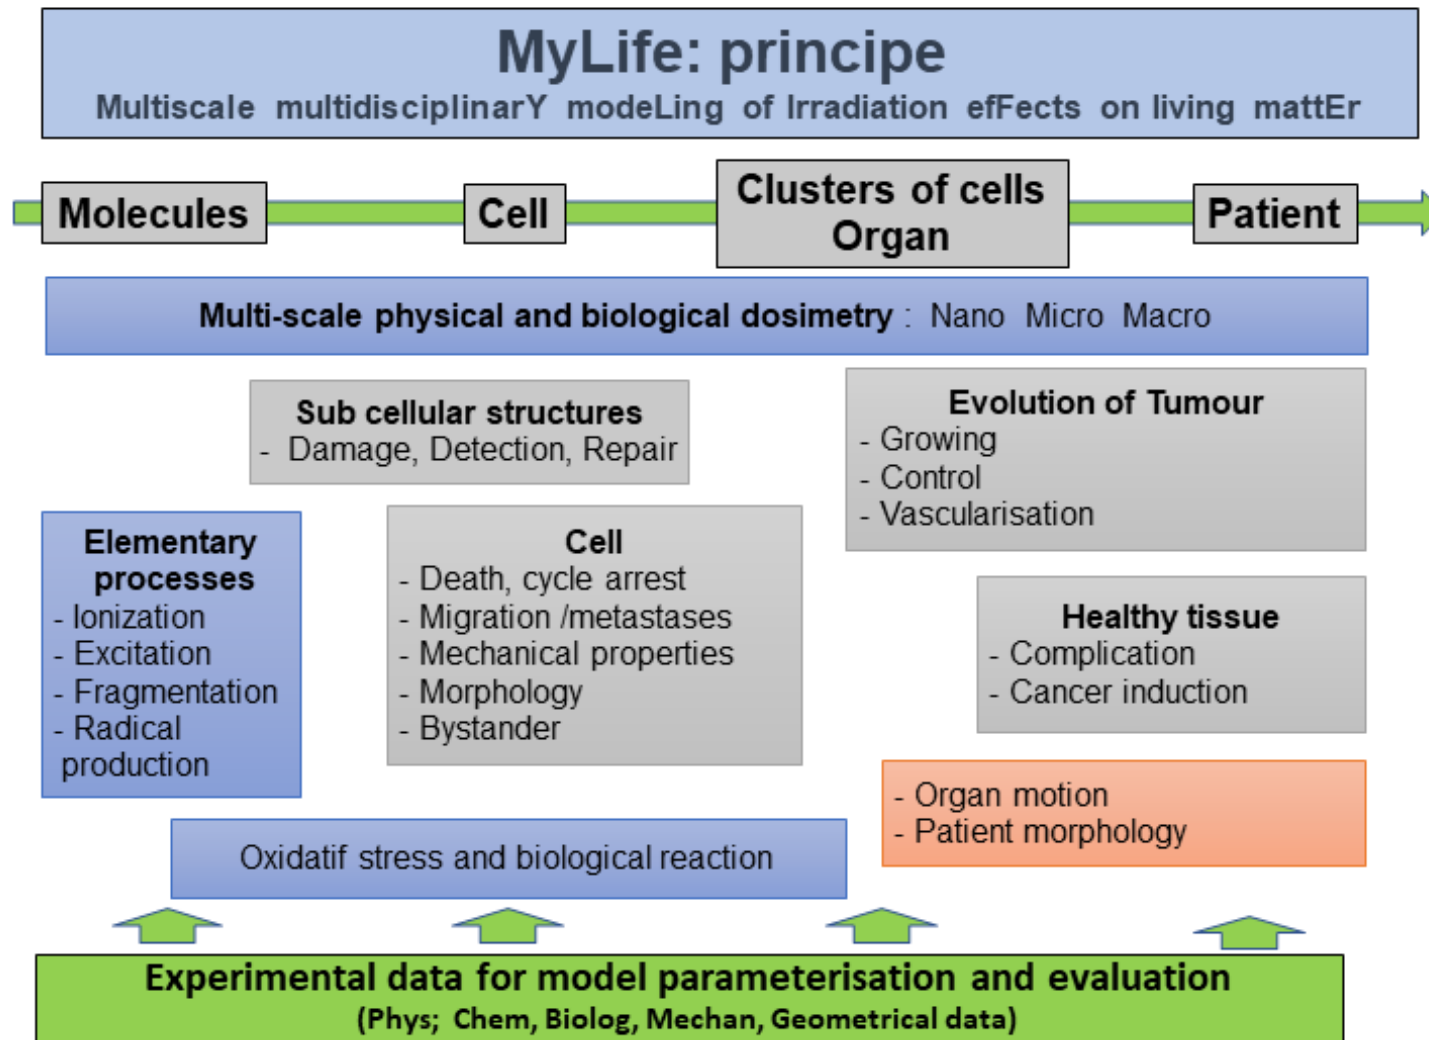 MyLife: principe
Multiscale multidisciplinarY modeLing of Irradiation efFects on living mattEr
Molecules
Cell
Clusters of cells
Organ
Patient
Multi-scale physical and biological dosimetry : Nano Micro Macro
Sub cellular structures
- Damage, Detection, Repair
Evolution of Tumour
- Growing
- Control
- Vascularisation
Elementary
processes
- Ionization
- Excitation
- Fragmentation
- Radical
production
Cell
- Death, cycle arrest
- Migration /metastases
- Mechanical properties
- Morphology
- Bystander
Healthy tissue
- Complication
- Cancer induction
- Organ motion
- Patient morphology
Oxidatif stress and biological reaction
Experimental data for model parameterisation and evaluation
(Phys; Chem, Biolog, Mechan, Geometrical data)